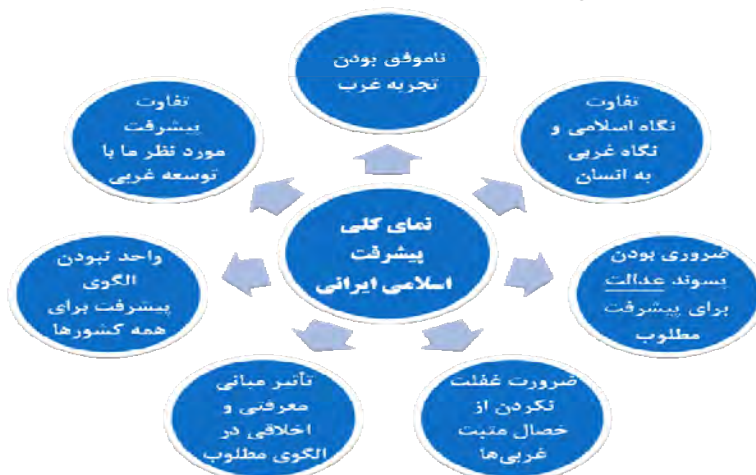 نمای کلی
پیشرفت
اسلامی ایرانی
ناموفق بودن
تجربه غرب
تفاوت
نگاه اسلامی و
نگاه غربی
به انسان
ضروری بودن
پسوند عدالت
برای پیشرفت
مطلوب
ضرورت غفلت
نکردن از
خصال مثبت
غربی‌ها
تأثیر مبانی
معرفتی و
اخلاقی در
الگوی مطلوب
واحد نبودن
الگوی
پیشرفت برای
همه کشورها
تفاوت
پیشرفت
مورد نظر ما با
توسعه غربی